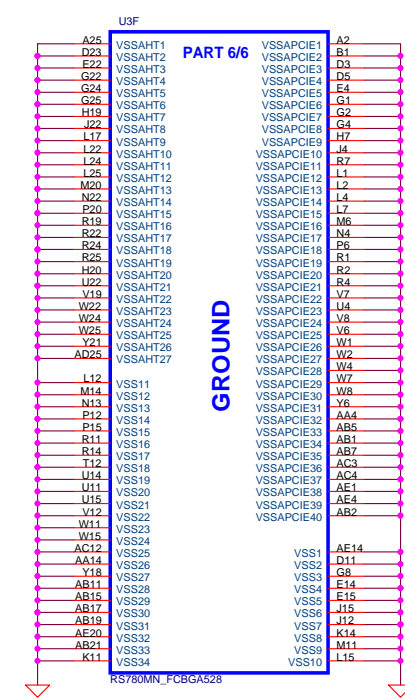 U3F
PART 6/6
GROUND
A25 VSSAHT1
D23 VSSAHT2
E22 VSSAHT3
G22 VSSAHT4
G24 VSSAHT5
G25 VSSAHT6
H19 VSSAHT7
J22 VSSAHT8
L17 VSSAHT9
L22 VSSAHT10
L24 VSSAHT11
L25 VSSAHT12
M20 VSSAHT13
N22 VSSAHT14
P20 VSSAHT15
R19 VSSAHT16
R22 VSSAHT17
R24 VSSAHT18
R25 VSSAHT19
H20 VSSAHT20
U22 VSSAHT21
V19 VSSAHT22
W22 VSSAHT23
W24 VSSAHT24
W25 VSSAHT25
Y21 VSSAHT26
AD25 VSSAHT27
L12 VSS11
M14 VSS12
N13 VSS13
P12 VSS14
P15 VSS15
R11 VSS16
R14 VSS17
T12 VSS18
U14 VSS19
U11 VSS20
U15 VSS21
V12 VSS22
W11 VSS23
W15 VSS24
AC12 VSS25
AA14 VSS26
Y18 VSS27
AB11 VSS28
AB15 VSS29
AB17 VSS30
AB19 VSS31
AE20 VSS32
AB21 VSS33
K11 VSS34
VSSAPCIE1 A2
VSSAPCIE2 B1
VSSAPCIE3 D3
VSSAPCIE4 D5
VSSAPCIE5 E4
VSSAPCIE6 G1
VSSAPCIE7 G2
VSSAPCIE8 G4
VSSAPCIE9 H7
VSSAPCIE10 J4
VSSAPCIE11 R7
VSSAPCIE12 L1
VSSAPCIE13 L2
VSSAPCIE14 L4
VSSAPCIE15 L7
VSSAPCIE16 M6
VSSAPCIE17 N4
VSSAPCIE18 P6
VSSAPCIE19 R1
VSSAPCIE20 R2
VSSAPCIE21 R4
VSSAPCIE22 V7
VSSAPCIE23 U4
VSSAPCIE24 V8
VSSAPCIE25 V6
VSSAPCIE26 W1
VSSAPCIE27 W2
VSSAPCIE28 W4
VSSAPCIE29 W7
VSSAPCIE30 W8
VSSAPCIE31 Y6
VSSAPCIE32 AA4
VSSAPCIE33 AB5
VSSAPCIE34 AB1
VSSAPCIE35 AB7
VSSAPCIE36 AC3
VSSAPCIE37 AC4
VSSAPCIE38 AE1
VSSAPCIE39 AE4
VSSAPCIE40 AB2
VSS1 AE14
VSS2 D11
VSS3 G8
VSS4 E14
VSS5 E15
VSS6 J15
VSS7 J12
VSS8 K14
VSS9 M11
VSS10 L15
RS780MN_FCBGA528